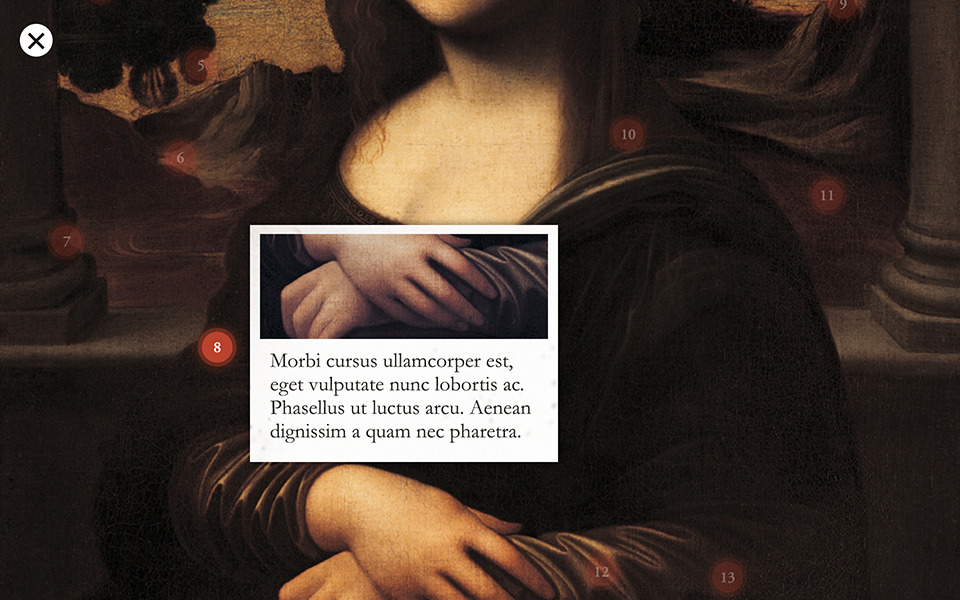 9
5
10
6
11
7
8
Morbi cursus ullamcorper est,
eget vulputate nunc lobortis ac.
Phasellus ut luctus arcu. Aenean
dignissim a quam nec pharetra.
12
13